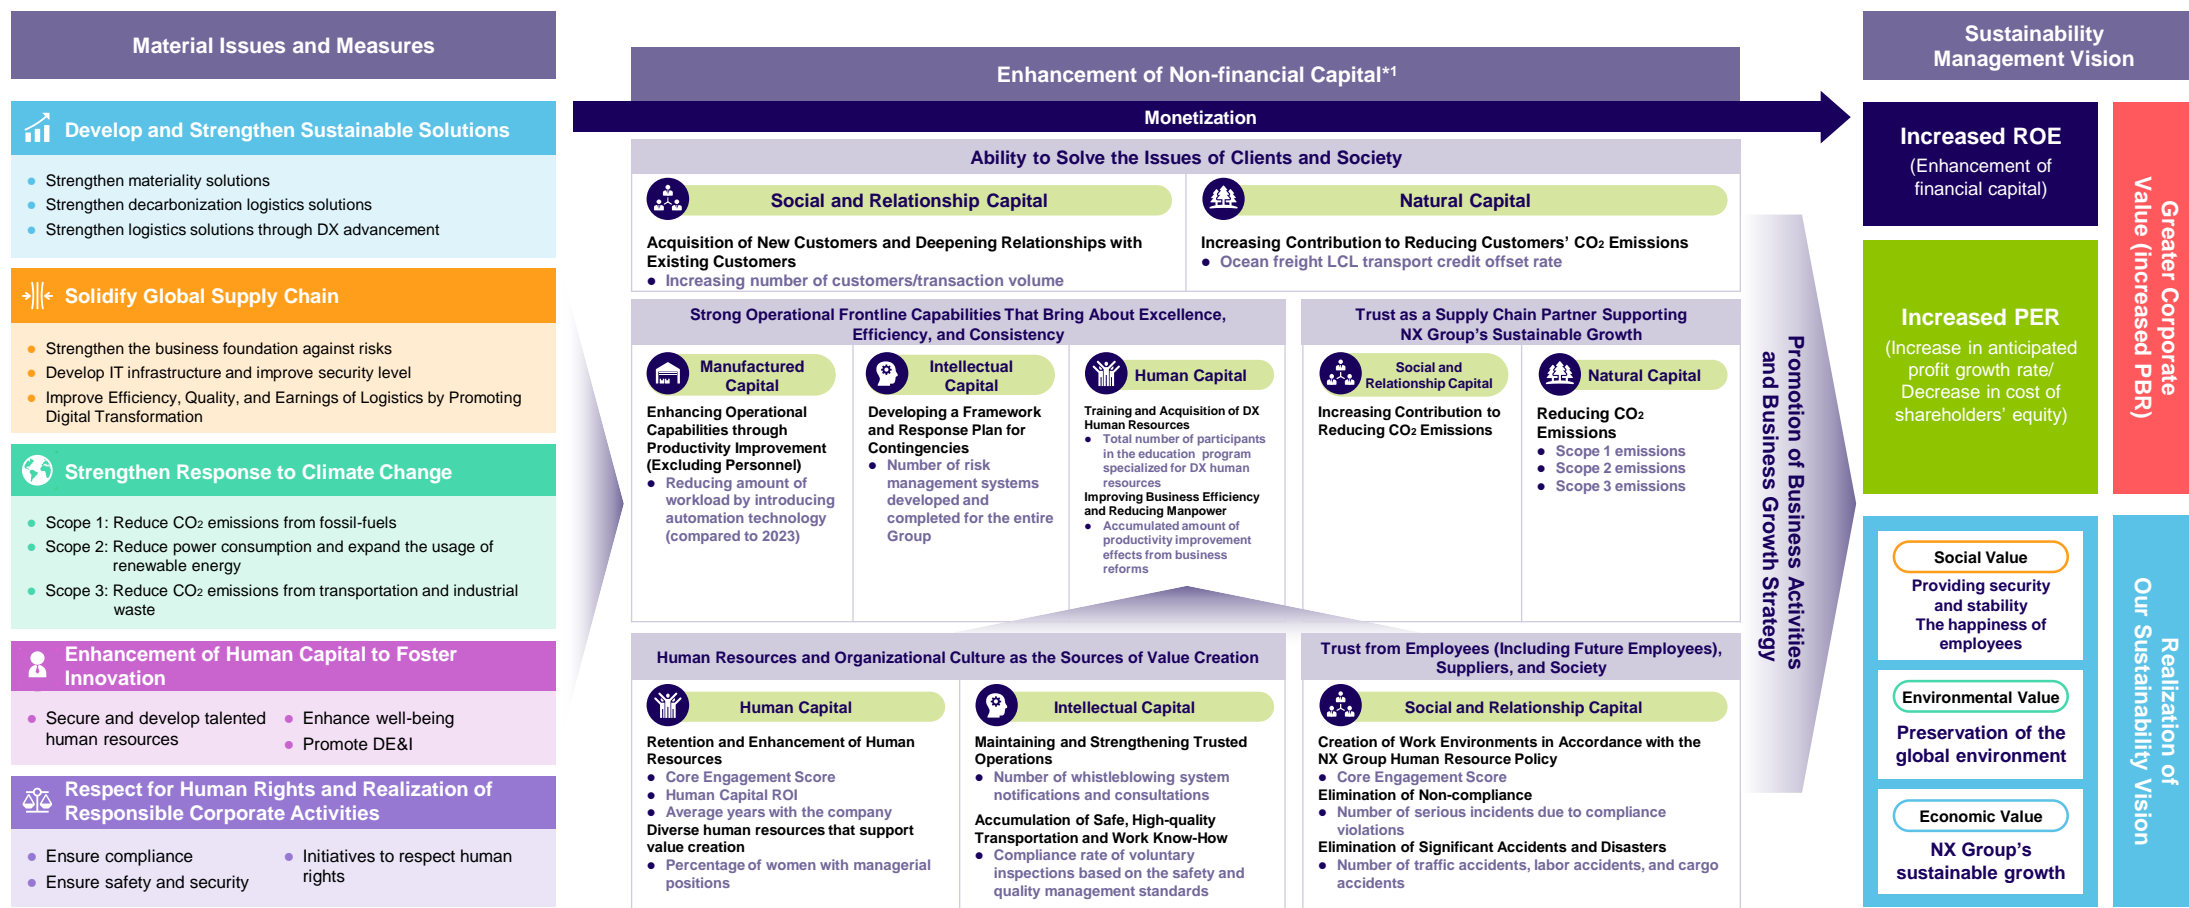 Material Issues and Measures
Develop and Strengthen Sustainable Solutions
● Strengthen materiality solutions
● Strengthen decarbonization logistics solutions
● Strengthen logistics solutions through DX advancement
Solidify Global Supply Chain
● Strengthen the business foundation against risks
● Develop IT infrastructure and improve security level
● Improve Efficiency, Quality, and Earnings of Logistics by Promoting
Digital Transformation
Strengthen Response to Climate Change
● Scope 1: Reduce CO₂ emissions from fossil-fuels
● Scope 2: Reduce power consumption and expand the usage of
renewable energy
● Scope 3: Reduce CO₂ emissions from transportation and industrial
waste
Enhancement of Human Capital to Foster
Innovation
● Secure and develop talented
human resources
● Enhance well-being
● Promote DE&I
Respect for Human Rights and Realization of
Responsible Corporate Activities
● Ensure compliance
● Ensure safety and security
● Initiatives to respect human
rights
Enhancement of Non-financial Capital*1
Monetization
Ability to Solve the Issues of Clients and Society
Social and Relationship Capital
Acquisition of New Customers and Deepening Relationships with
Existing Customers
● Increasing number of customers/transaction volume
Natural Capital
Increasing Contribution to Reducing Customers' CO₂ Emissions
● Ocean freight LCL transport credit offset rate
Strong Operational Frontline Capabilities That Bring About Excellence,
Efficiency, and Consistency
Manufactured
Capital
Enhancing Operational
Capabilities through
Productivity Improvement
(Excluding Personnel)
● Reducing amount of
workload by introducing
automation technology
(compared to 2023)
Intellectual
Capital
Developing a Framework
and Response Plan for
Contingencies
● Number of risk
management systems
developed and
completed for the entire
Group
Human Capital
Training and Acquisition of DX
Human Resources
● Total number of participants
in the education program
specialized for DX human
resources
Improving Business Efficiency
and Reducing Manpower
● Accumulated amount of
productivity improvement
effects from business
reforms
Trust as a Supply Chain Partner Supporting
NX Group's Sustainable Growth
Social and
Relationship Capital
Increasing Contribution to
Reducing CO₂ Emissions
Natural Capital
Reducing CO₂
Emissions
● Scope 1 emissions
● Scope 2 emissions
● Scope 3 emissions
Human Resources and Organizational Culture as the Sources of Value Creation
Human Capital
Retention and Enhancement of Human
Resources
● Core Engagement Score
● Human Capital ROI
● Average years with the company
Diverse human resources that support
value creation
● Percentage of women with managerial
positions
Intellectual Capital
Maintaining and Strengthening Trusted
Operations
● Number of whistleblowing system
notifications and consultations
Accumulation of Safe, High-quality
Transportation and Work Know-How
● Compliance rate of voluntary
inspections based on the safety and
quality management standards
Trust from Employees (Including Future Employees),
Suppliers, and Society
Social and Relationship Capital
Creation of Work Environments in Accordance with the
NX Group Human Resource Policy
● Core Engagement Score
Elimination of Non-compliance
● Number of serious incidents due to compliance
violations
Elimination of Significant Accidents and Disasters
● Number of traffic accidents, labor accidents, and cargo
accidents
Promotion of Business Activities
and Business Growth Strategy
Sustainability
Management Vision
Increased ROE
(Enhancement of
financial capital)
Increased PER
(Increase in anticipated
profit growth rate/
Decrease in cost of
shareholders' equity)
Greater Corporate
Value (increased PBR)
Social Value
Providing security
and stability
The happiness of
employees
Environmental Value
Preservation of the
global environment
Economic Value
NX Group's
sustainable growth
Realization of
Our Sustainability Vision